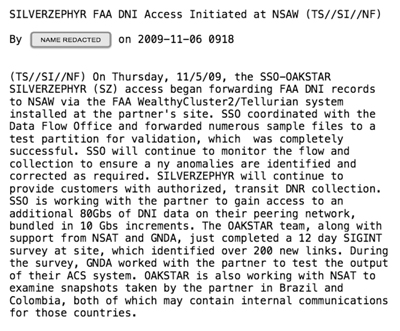 SILVERZEPHYR FAA DNI Access Initiated at NSAW (TS//SI//NF)
By NAME REDACTED on 2009-11-06 0918
(TS//SI//NF) On Thursday, 11/5/09, the SSO-OAKSTAR
SILVERZEPHYR (SZ) access began forwarding FAA DNI records
to NSAW via the FAA WealthyCluster2/Tellurian system
installed at the partner's site. SSO coordinated with the
Data Flow Office and forwarded numerous sample files to a
test partition for validation, which was completely
successful. SSO will continue to monitor the flow and
collection to ensure a ny anomalies are identified and
corrected as required. SILVERZEPHYR will continue to
provide customers with authorized, transit DNR collection.
SSO is working with the partner to gain access to an
additional 80Gbs of DNI data on their peering network,
bundled in 10 Gbs increments. The OAKSTAR team, along with
support from NSAT and GNDA, just completed a 12 day SIGINT
survey at site, which identified over 200 new links. During
the survey, GNDA worked with the partner to test the output
of their ACS system. OAKSTAR is also working with NSAT to
examine snapshots taken by the partner in Brazil and
Colombia, both of which may contain internal communications
for those countries.